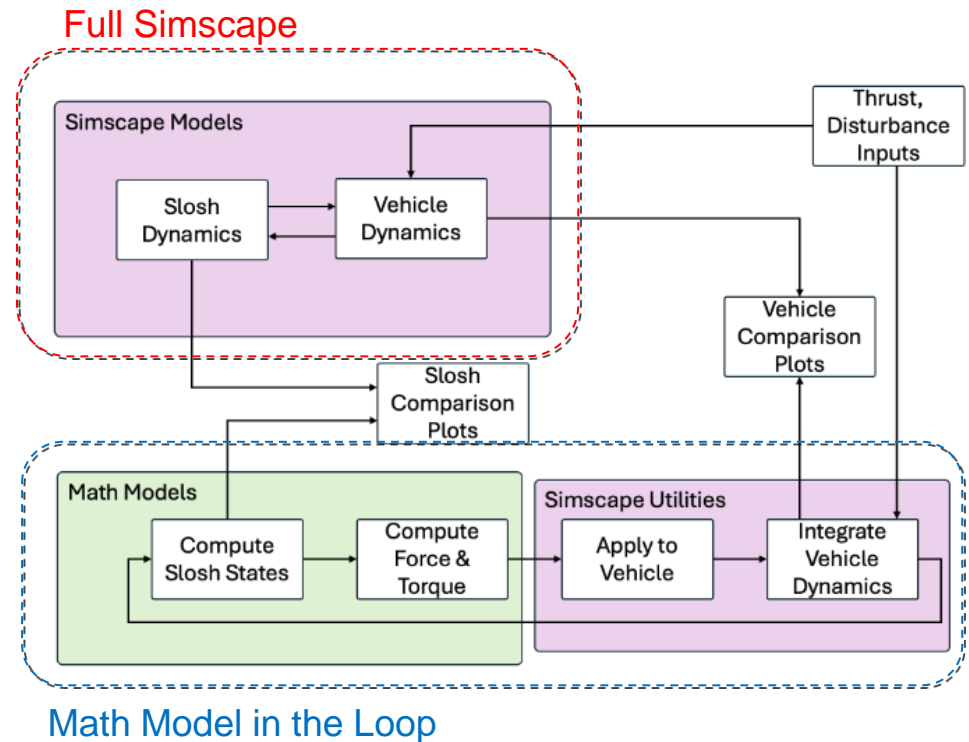 Full Simscape
Simscape Models
Thrust,
Disturbance
Inputs
Slosh
Dynamics
Vehicle
Dynamics
Vehicle
Comparison
Plots
Slosh
Comparison
Plots
Math Models
Simscape Utilities
Compute
Slosh States
Compute
Force &
Torque
Apply to
Vehicle
Integrate
Vehicle
Dynamics
Math Model in the Loop